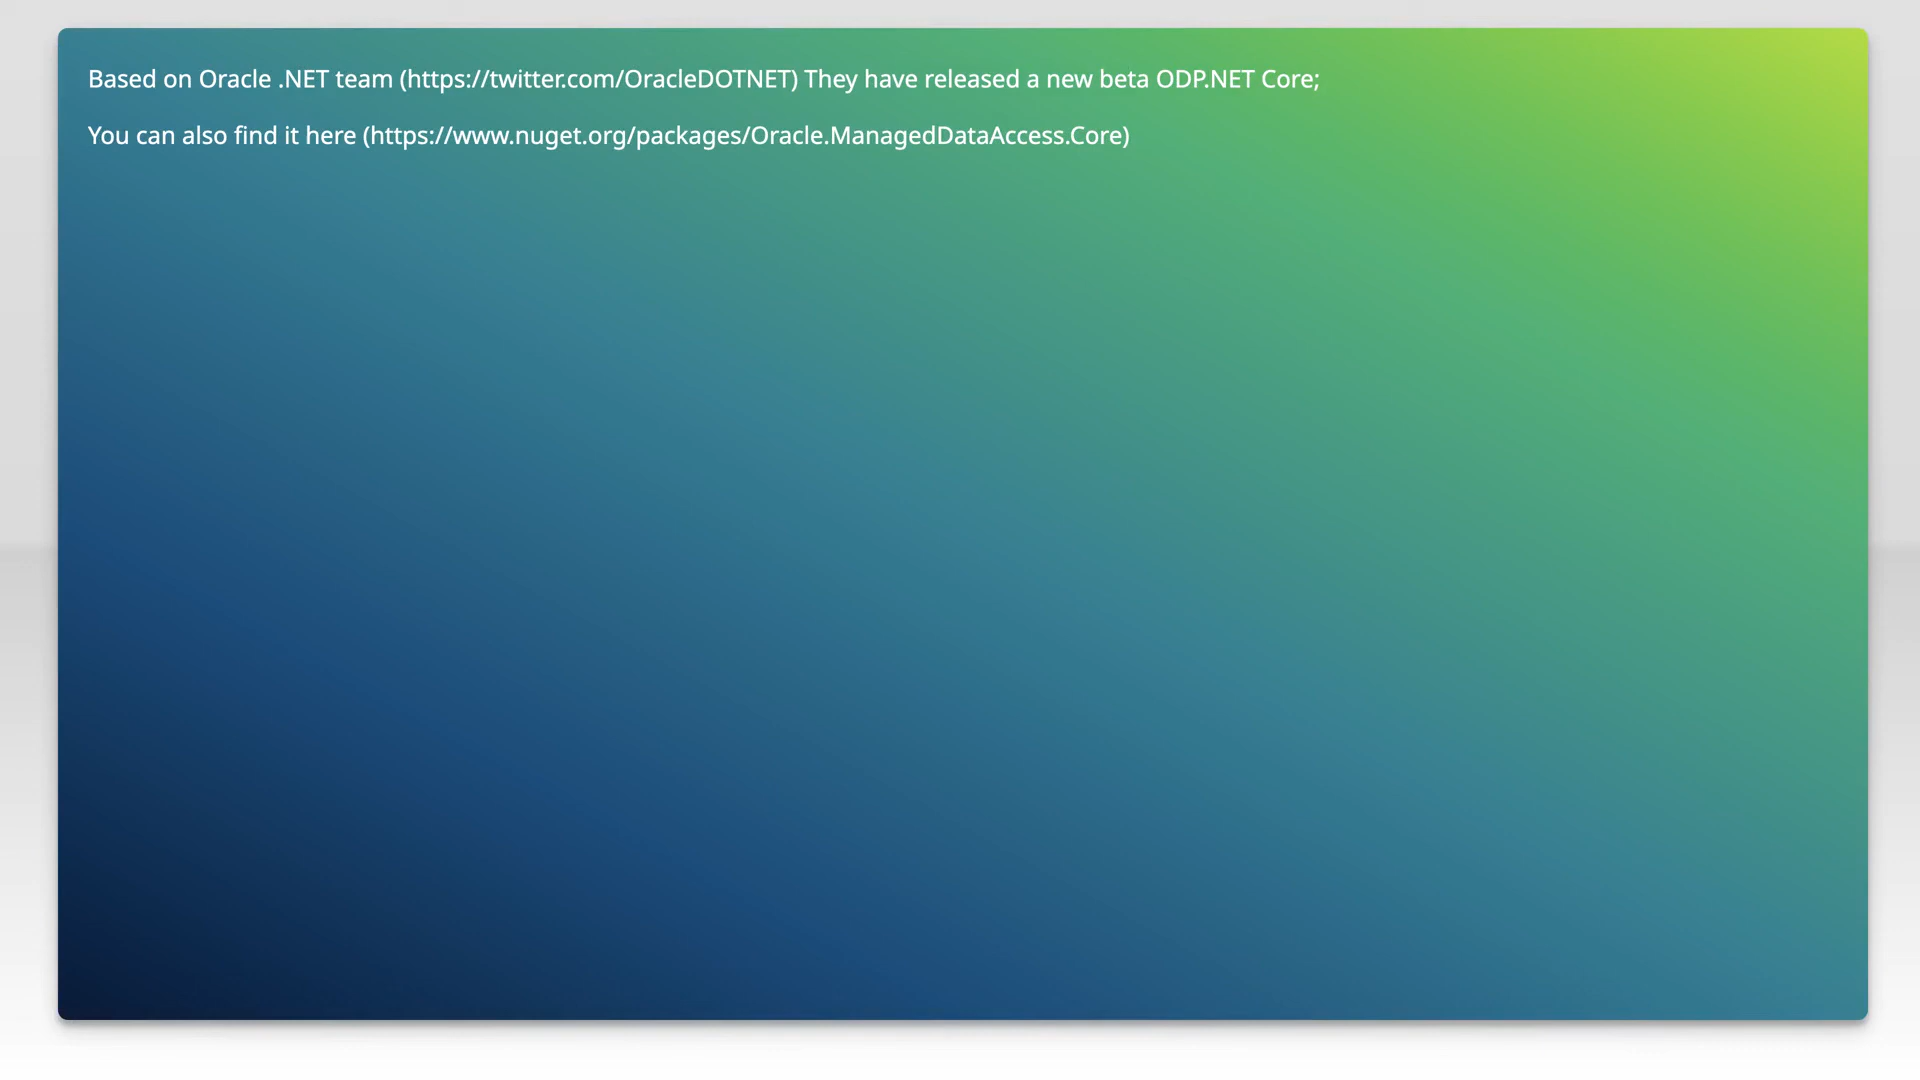 Based on Oracle .NET team (https://twitter.com/OracleDOTNET) They have released a new beta ODP.NET Core;
You can also find it here (https://www.nuget.org/packages/Oracle.ManagedDataAccess.Core)